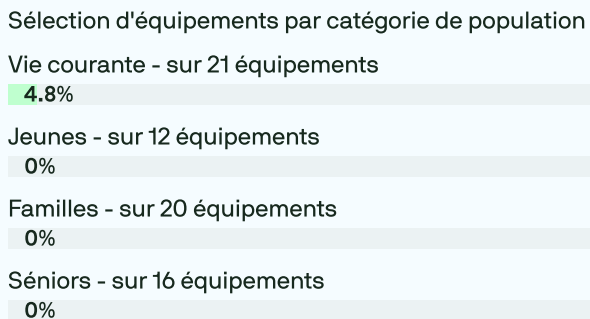 Sélection d'équipements par catégorie de population
Vie courante - sur 21 équipements
4.8%
Jeunes - sur 12 équipements
0%
Familles - sur 20 équipements
0%
Séniors - sur 16 équipements
0%